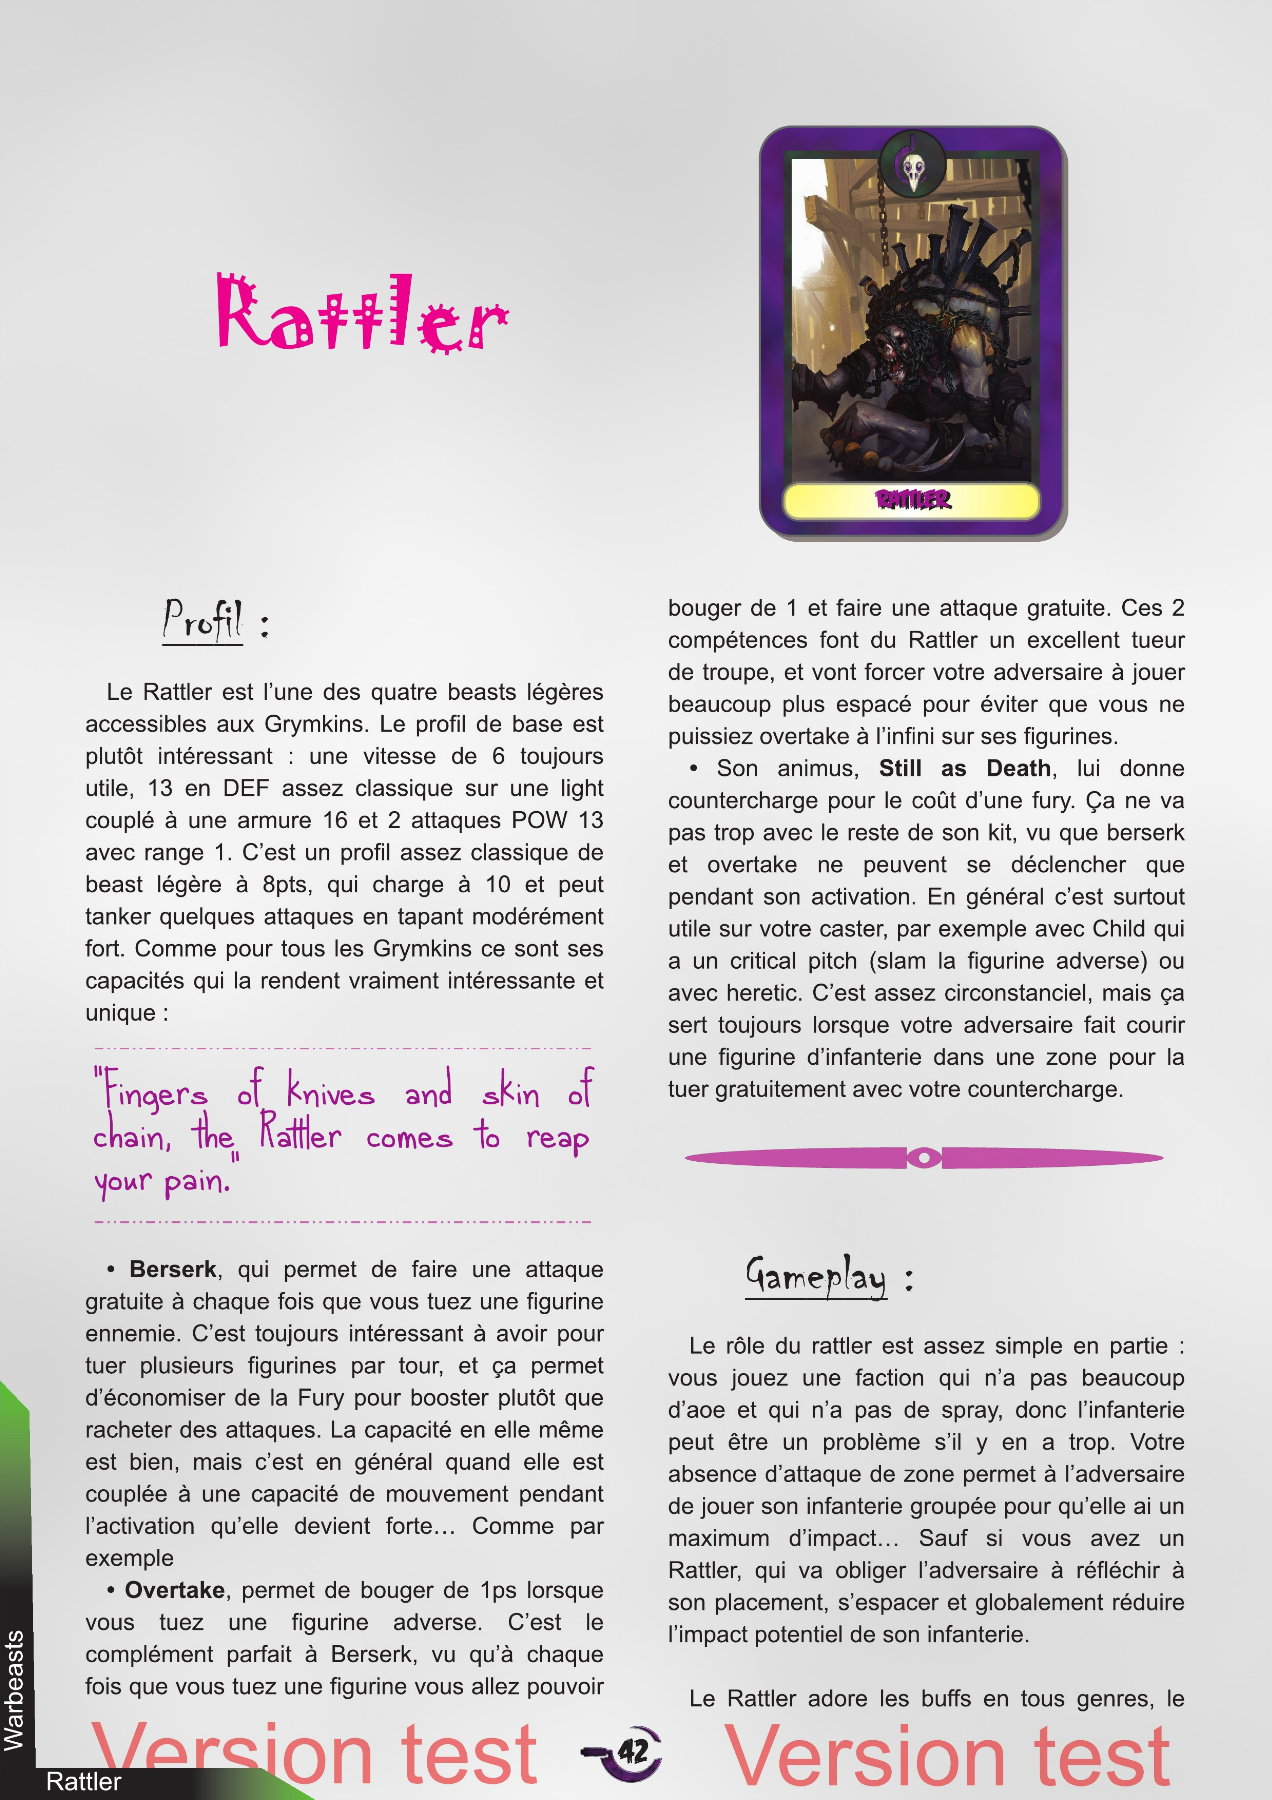 Rattler
RATTLER
Profil :
Le Rattler est l’une des quatre beasts légères
accessibles aux Grymkins. Le profil de base est
plutôt intéressant : une vitesse de 6 toujours
utile, 13 en DEF assez classique sur une light
couplé à une armure 16 et 2 attaques POW 13
avec range 1. C’est un profil assez classique de
beast légère à 8pts, qui charge à 10 et peut
tanker quelques attaques en tapant modérément
fort. Comme pour tous les Grymkins ce sont ses
capacités qui la rendent vraiment intéressante et
unique :
"Fingers of knives and skin of
chain, the Rattler comes to reap
your pain."
• Berserk, qui permet de faire une attaque
gratuite à chaque fois que vous tuez une figurine
ennemie. C’est toujours intéressant à avoir pour
tuer plusieurs figurines par tour, et ça permet
d’économiser de la Fury pour booster plutôt que
racheter des attaques. La capacité en elle même
est bien, mais c’est en général quand elle est
couplée à une capacité de mouvement pendant
l’activation qu’elle devient forte… Comme par
exemple
• Overtake, permet de bouger de 1ps lorsque
vous tuez une figurine adverse. C’est le
complément parfait à Berserk, vu qu’à chaque
fois que vous tuez une figurine vous allez pouvoir
bouger de 1 et faire une attaque gratuite. Ces 2
compétences font du Rattler un excellent tueur
de troupe, et vont forcer votre adversaire à jouer
beaucoup plus espacé pour éviter que vous ne
puissiez overtake à l’infini sur ses figurines.
• Son animus, Still as Death, lui donne
countercharge pour le coût d’une fury. Ça ne va
pas trop avec le reste de son kit, vu que berserk
et overtake ne peuvent se déclencher que
pendant son activation. En général c’est surtout
utile sur votre caster, par exemple avec Child qui
a un critical pitch (slam la figurine adverse) ou
avec heretic. C’est assez circonstanciel, mais ça
sert toujours lorsque votre adversaire fait courir
une figurine d’infanterie dans une zone pour la
tuer gratuitement avec votre countercharge.
Gameplay :
Le rôle du rattler est assez simple en partie :
vous jouez une faction qui n’a pas beaucoup
d’aoe et qui n’a pas de spray, donc l’infanterie
peut être un problème s’il y en a trop. Votre
absence d’attaque de zone permet à l’adversaire
de jouer son infanterie groupée pour qu’elle ai un
maximum d’impact… Sauf si vous avez un
Rattler, qui va obliger l’adversaire à réfléchir à
son placement, s’espacer et globalement réduire
l’impact potentiel de son infanterie.
Le Rattler adore les buffs en tous genres, le
Warbeasts
Rattler
Version test
42
Version test